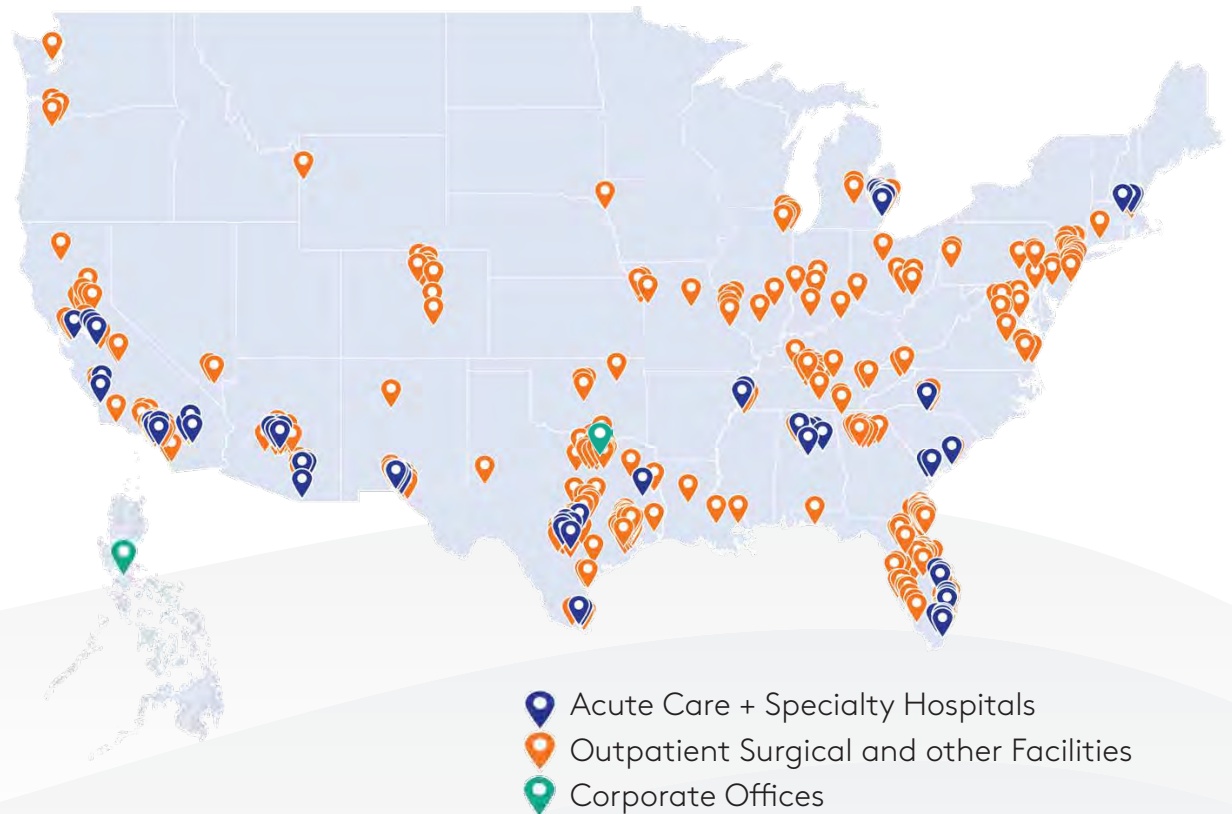 Acute Care + Specialty Hospitals
Outpatient Surgical and other Facilities
Corporate Offices